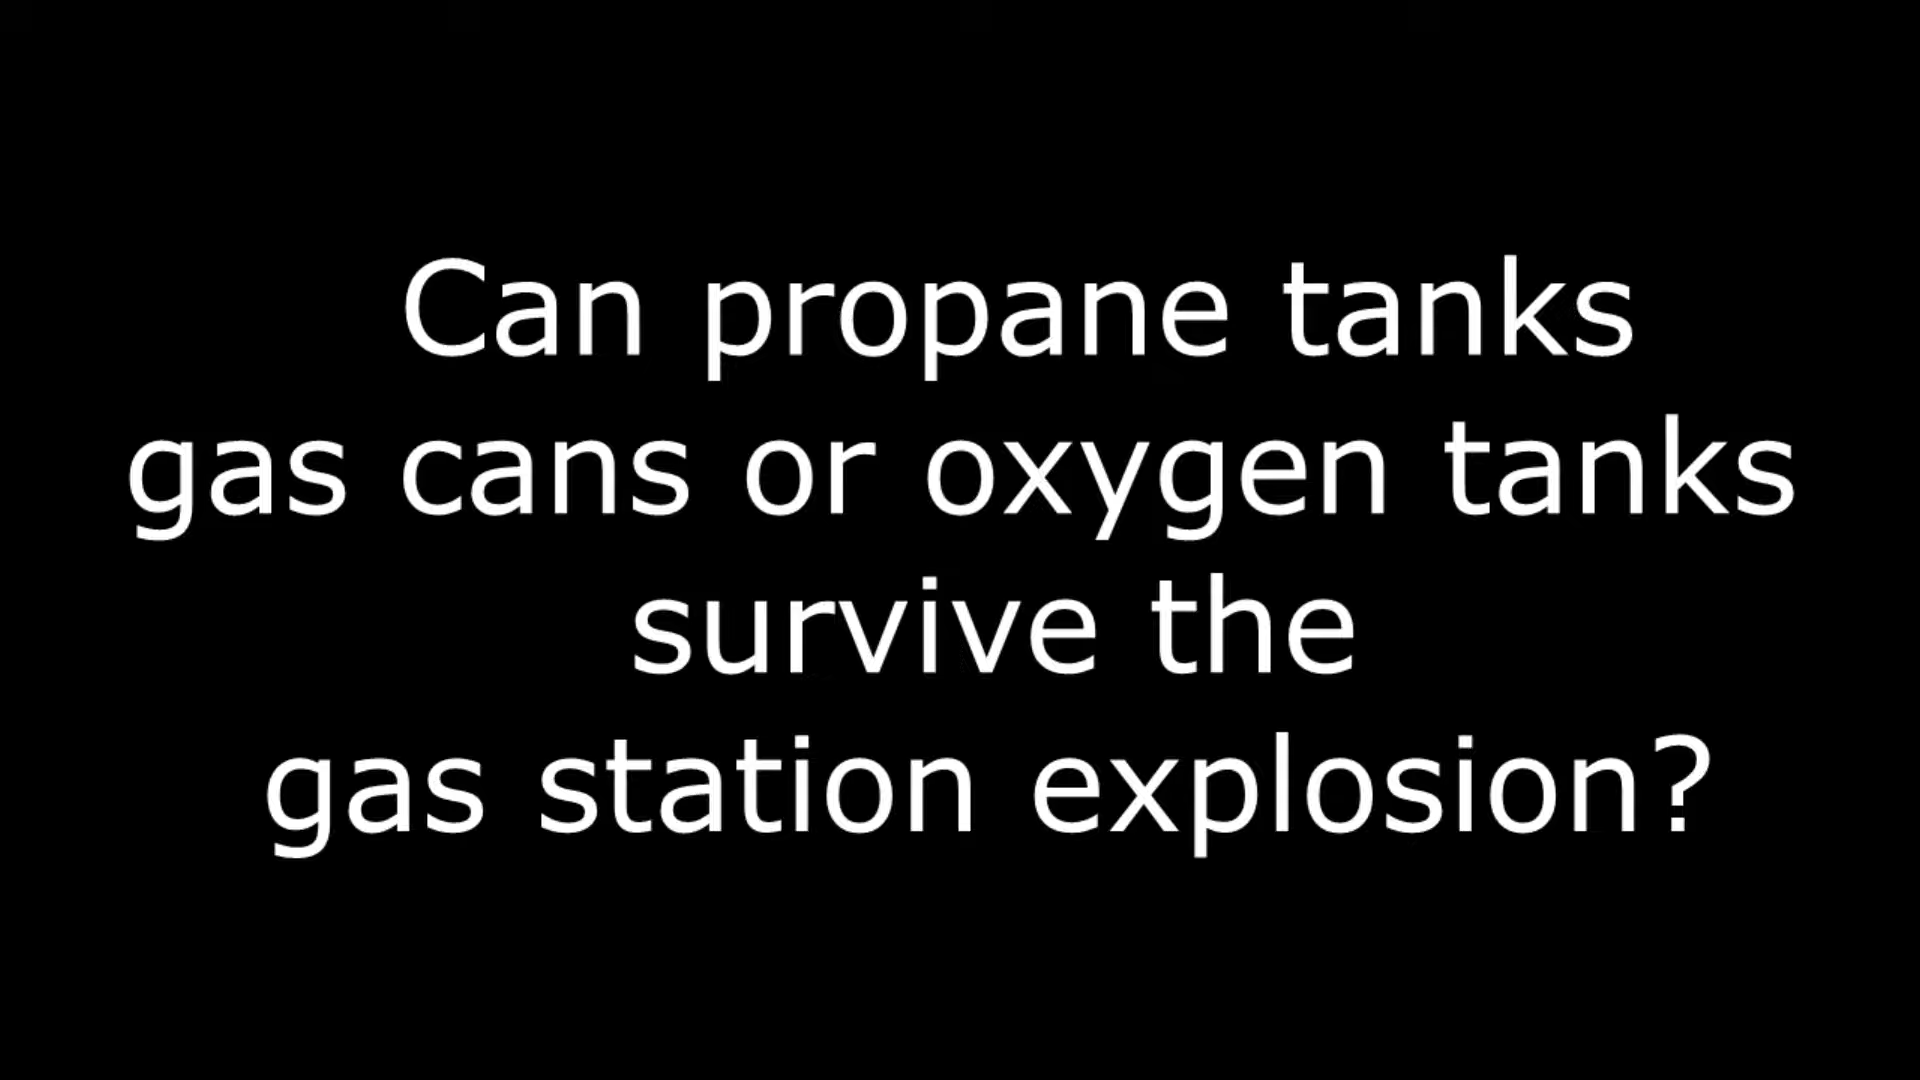 Can propane tanks
gas cans or oxygen tanks
survive the
gas station explosion?